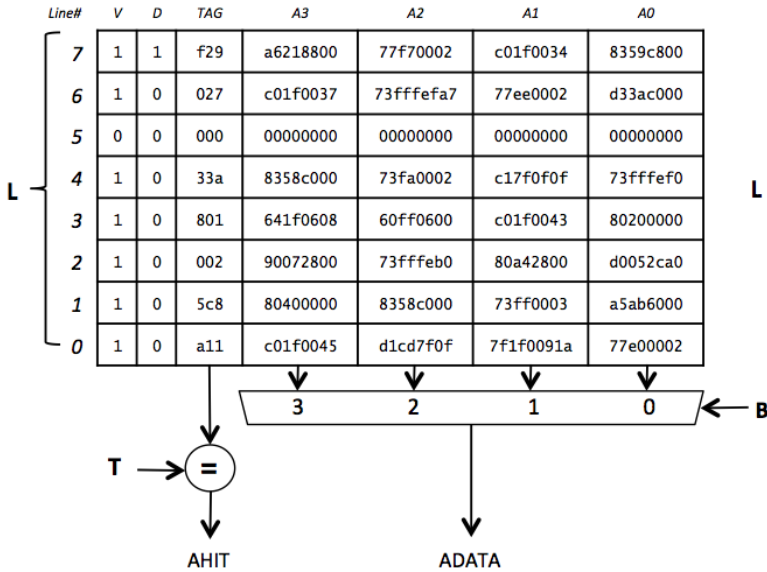 Line# V D TAG A3 A2 A1 A0
7 1 1 f29 a6218800 77f70002 c01f0034 8359c800
6 1 0 027 c01f0037 73fffefa7 77ee0002 d33ac000
5 0 0 000 00000000 00000000 00000000 00000000
4 1 0 33a 8358c000 73fa0002 c17f0f0f 73fffef0
L L
3 1 0 801 641f0608 60ff0600 c01f0043 80200000
2 1 0 002 90072800 73fffeb0 80a42800 d0052ca0
1 1 0 5c8 80400000 8358c000 73ff0003 a5ab6000
0 1 0 a11 c01f0045 d1cd7f0f 7f1f0091a 77e00002
3 2 1 0 B
T =
AHIT ADATA